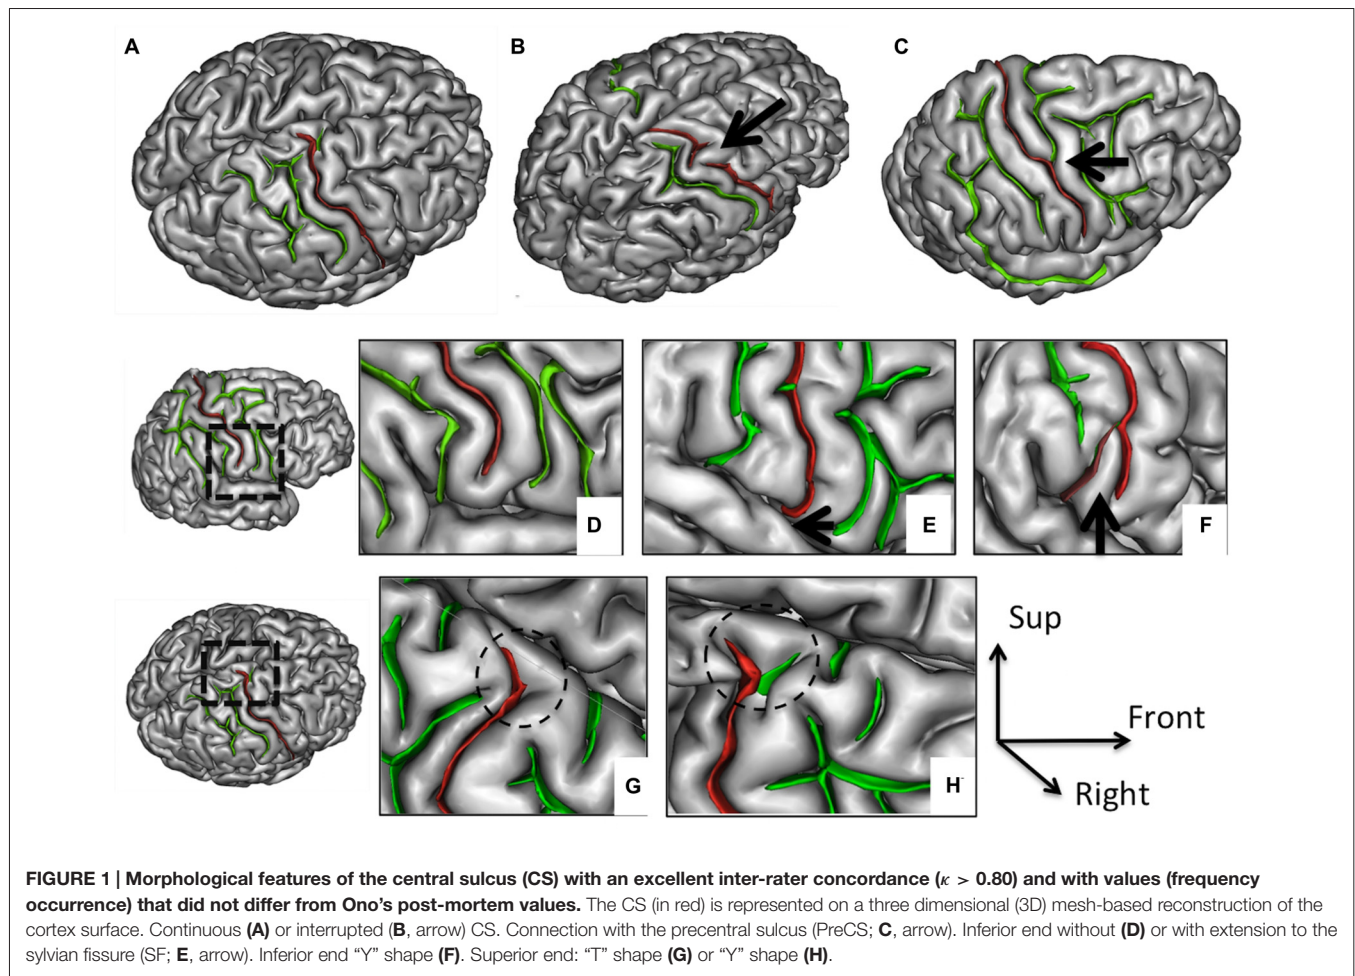 A
B
C
D
E
F
G
H
Sup
Front
Right
FIGURE 1 | Morphological features of the central sulcus (CS) with an excellent inter-rater concordance (κ > 0.80) and with values (frequency
occurrence) that did not differ from Ono’s post-mortem values. The CS (in red) is represented on a three dimensional (3D) mesh-based reconstruction of the
cortex surface. Continuous (A) or interrupted (B, arrow) CS. Connection with the precentral sulcus (PreCS; C, arrow). Inferior end without (D) or with extension to the
sylvian fissure (SF; E, arrow). Inferior end “Y” shape (F). Superior end: “T” shape (G) or “Y” shape (H).